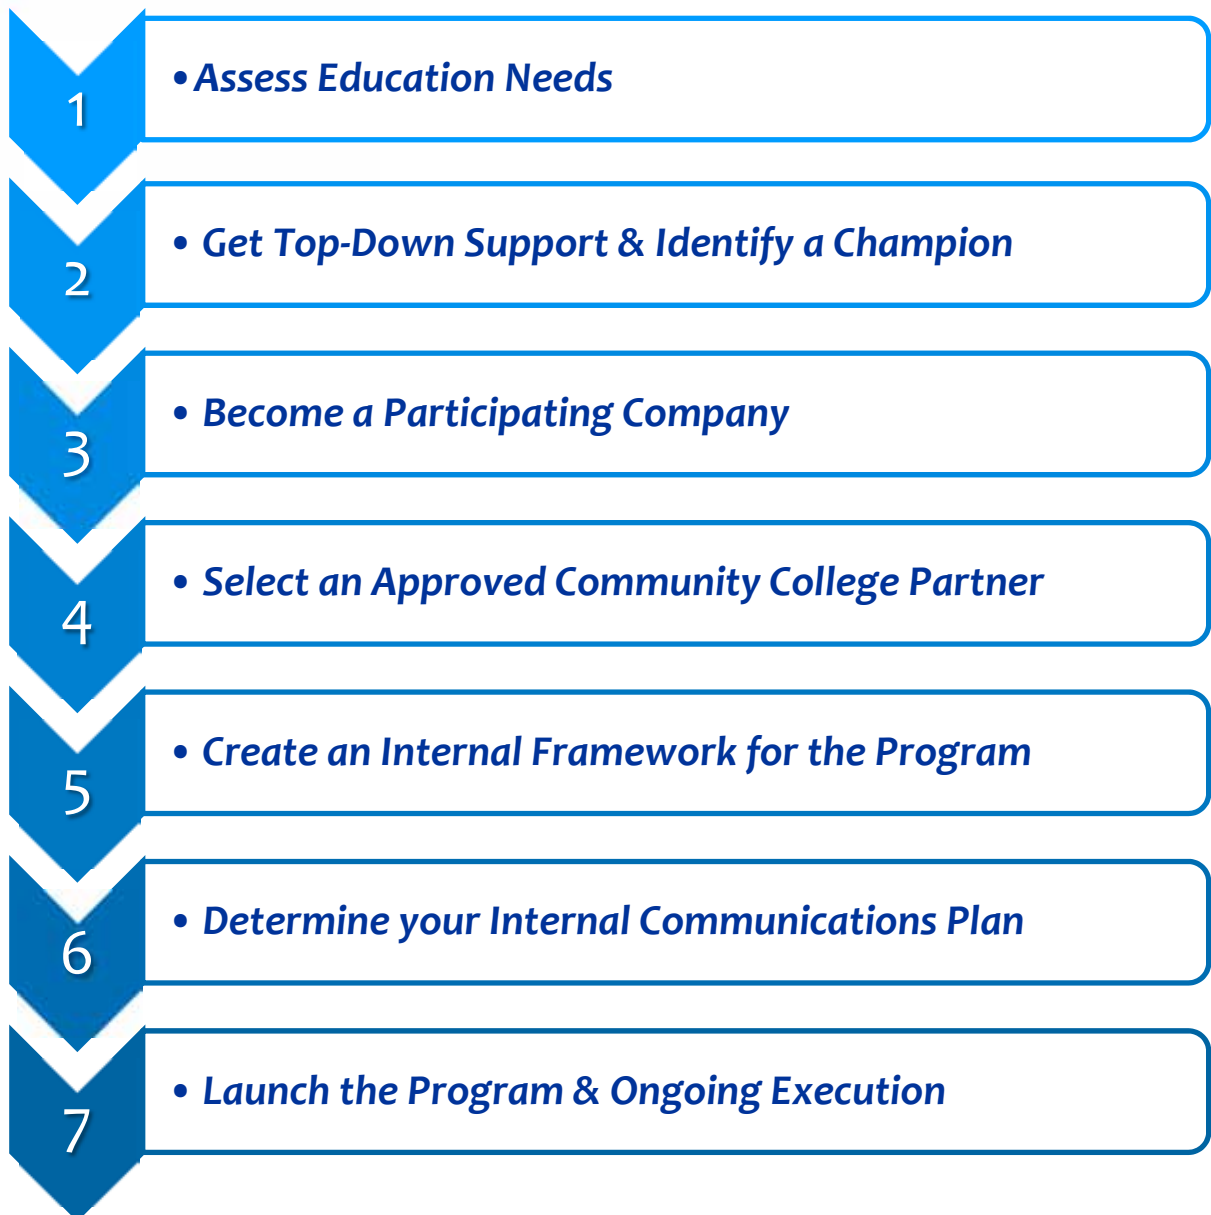 1
•Assess Education Needs
2
• Get Top-Down Support & Identify a Champion
3
• Become a Participating Company
4
• Select an Approved Community College Partner
5
• Create an Internal Framework for the Program
6
• Determine your Internal Communications Plan
7
• Launch the Program & Ongoing Execution